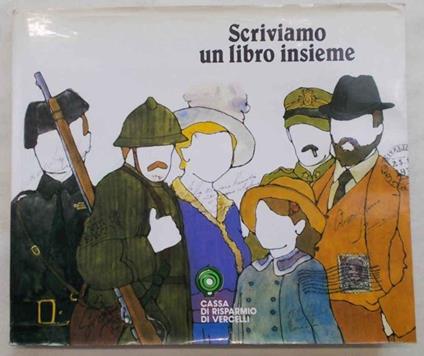 Scriviamo
un libro insieme
CASSA
DI RISPARMIO
DI VERCELLI